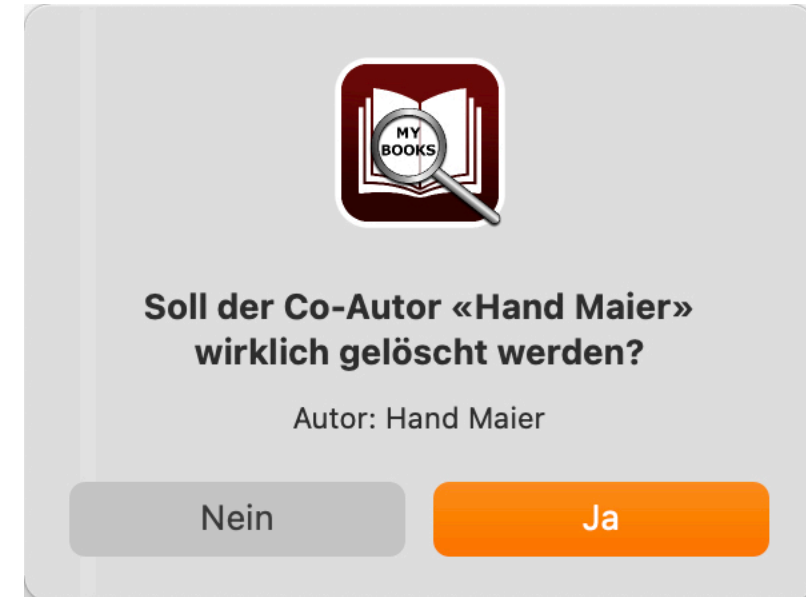 MY
BOOKS
Soll der Co-Autor «Hand Maier»
wirklich gelöscht werden?
Autor: Hand Maier
Nein
Ja